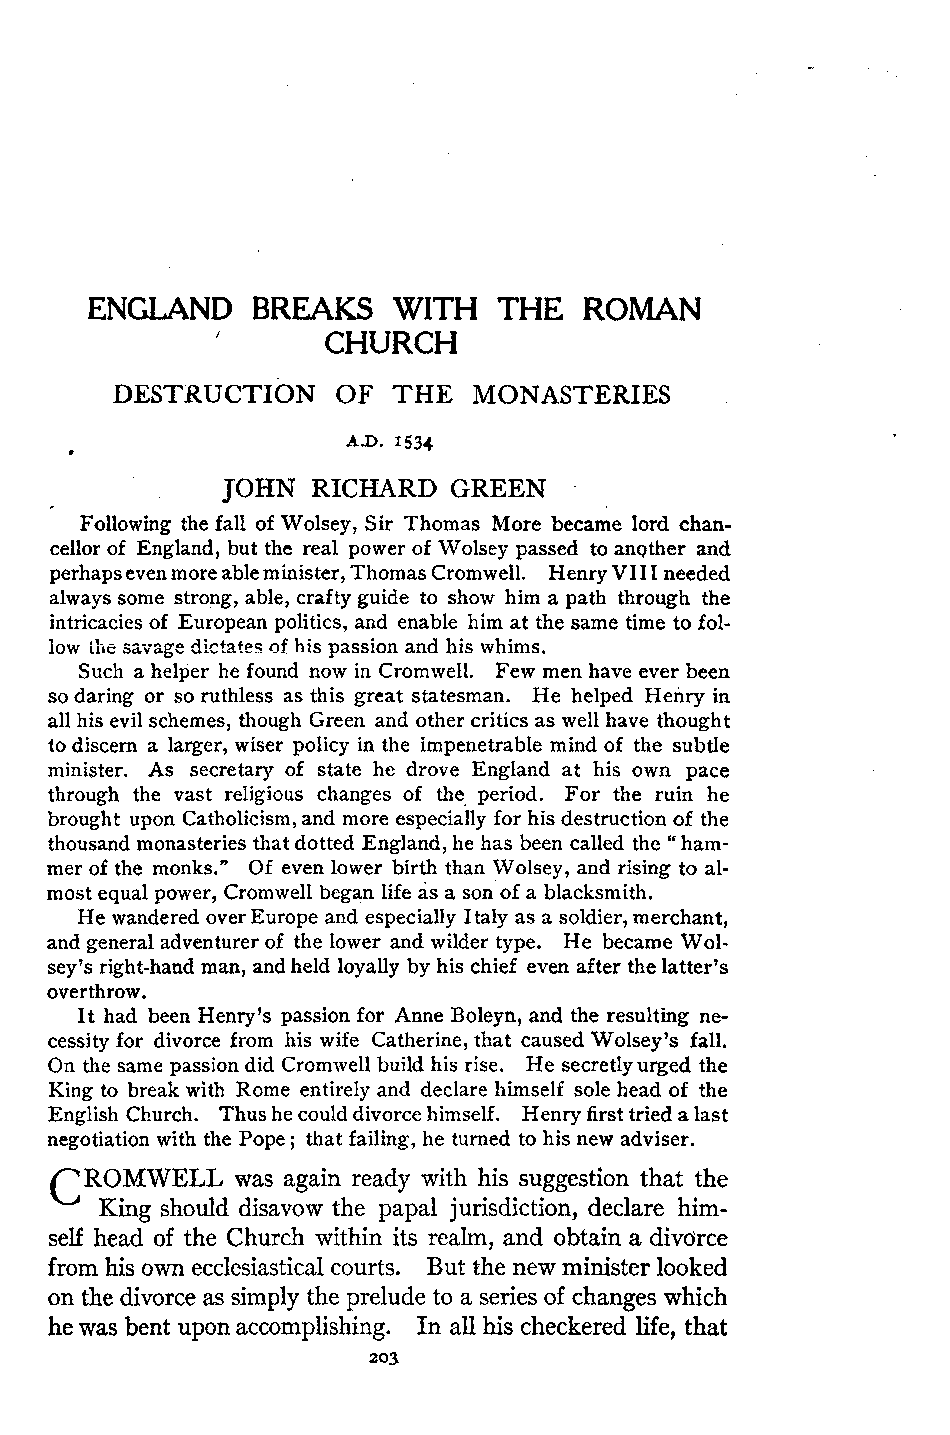 ENGLAND BREAKS WITH THE ROMAN
CHURCH
DESTRUCTION OF THE MONASTERIES
A.D. 1534
JOHN RICHARD GREEN
Following the fall of Wolsey, Sir Thomas More became lord chan-
cellor of England, but the real power of Wolsey passed to another and
perhaps even more able minister, Thomas Cromwell. Henry VIII needed
always some strong, able, crafty guide to show him a path through the
intricacies of European politics, and enable him at the same time to fol-
low the savage dictates of his passion and his whims.
Such a helper he found now in Cromwell. Few men have ever been
so daring or so ruthless as this great statesman. He helped Henry in
all his evil schemes, though Green and other critics as well have thought
to discern a larger, wiser policy in the impenetrable mind of the subtle
minister. As secretary of state he drove England at his own pace
through the vast religious changes of the period. For the ruin he
brought upon Catholicism, and more especially for his destruction of the
thousand monasteries that dotted England, he has been called the "ham-
mer of the monks." Of even lower birth than Wolsey, and rising to al-
most equal power, Cromwell began life as a son of a blacksmith.
He wandered over Europe and especially Italy as a soldier, merchant,
and general adventurer of the lower and wilder type. He became Wol-
sey's right-hand man, and held loyally by his chief even after the latter's
overthrow.
It had been Henry's passion for Anne Boleyn, and the resulting ne-
cessity for divorce from his wife Catherine, that caused Wolsey's fall.
On the same passion did Cromwell build his rise. He secretly urged the
King to break with Rome entirely and declare himself sole head of the
English Church. Thus he could divorce himself. Henry first tried a last
negotiation with the Pope; that failing, he turned to his new adviser.
CROMWELL was again ready with his suggestion that the
King should disavow the papal jurisdiction, declare him-
self head of the Church within its realm, and obtain a divorce
from his own ecclesiastical courts. But the new minister looked
on the divorce as simply the prelude to a series of changes which
he was bent upon accomplishing. In all his checkered life, that
203